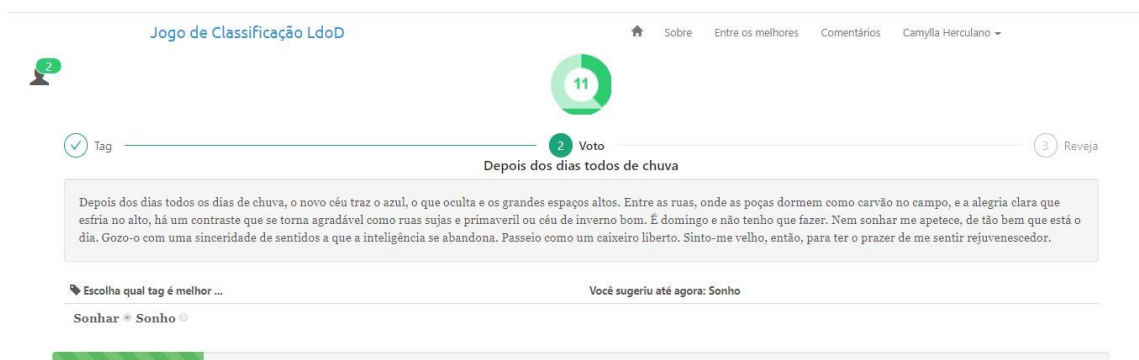 Jogo de Classificação LdoD Sobre Entre os melhores Comentários Camylla Herculano
2
11
Tag 2 Voto 3 Reveja
Depois dos dias todos de chuva
Depois dos dias todos os dias de chuva, o novo céu traz o azul, o que oculta e os grandes espaços altos. Entre as ruas, onde as poças dormem como carvão no campo, e a alegria clara que
esfria no alto, há um contraste que se torna agradável como ruas sujas e primaveril ou céu de inverno bom. É domingo e não tenho que fazer. Nem sonhar me apetece, de tão bem que está o
dia. Gozo-o com uma sinceridade de sentidos a que a inteligência se abandona. Passeio como um caixeiro liberto. Sinto-me velho, então, para ter o prazer de me sentir rejuvenescedor.
Escolha qual tag é melhor ... Você sugeriu até agora: Sonho
Sonhar Sonho